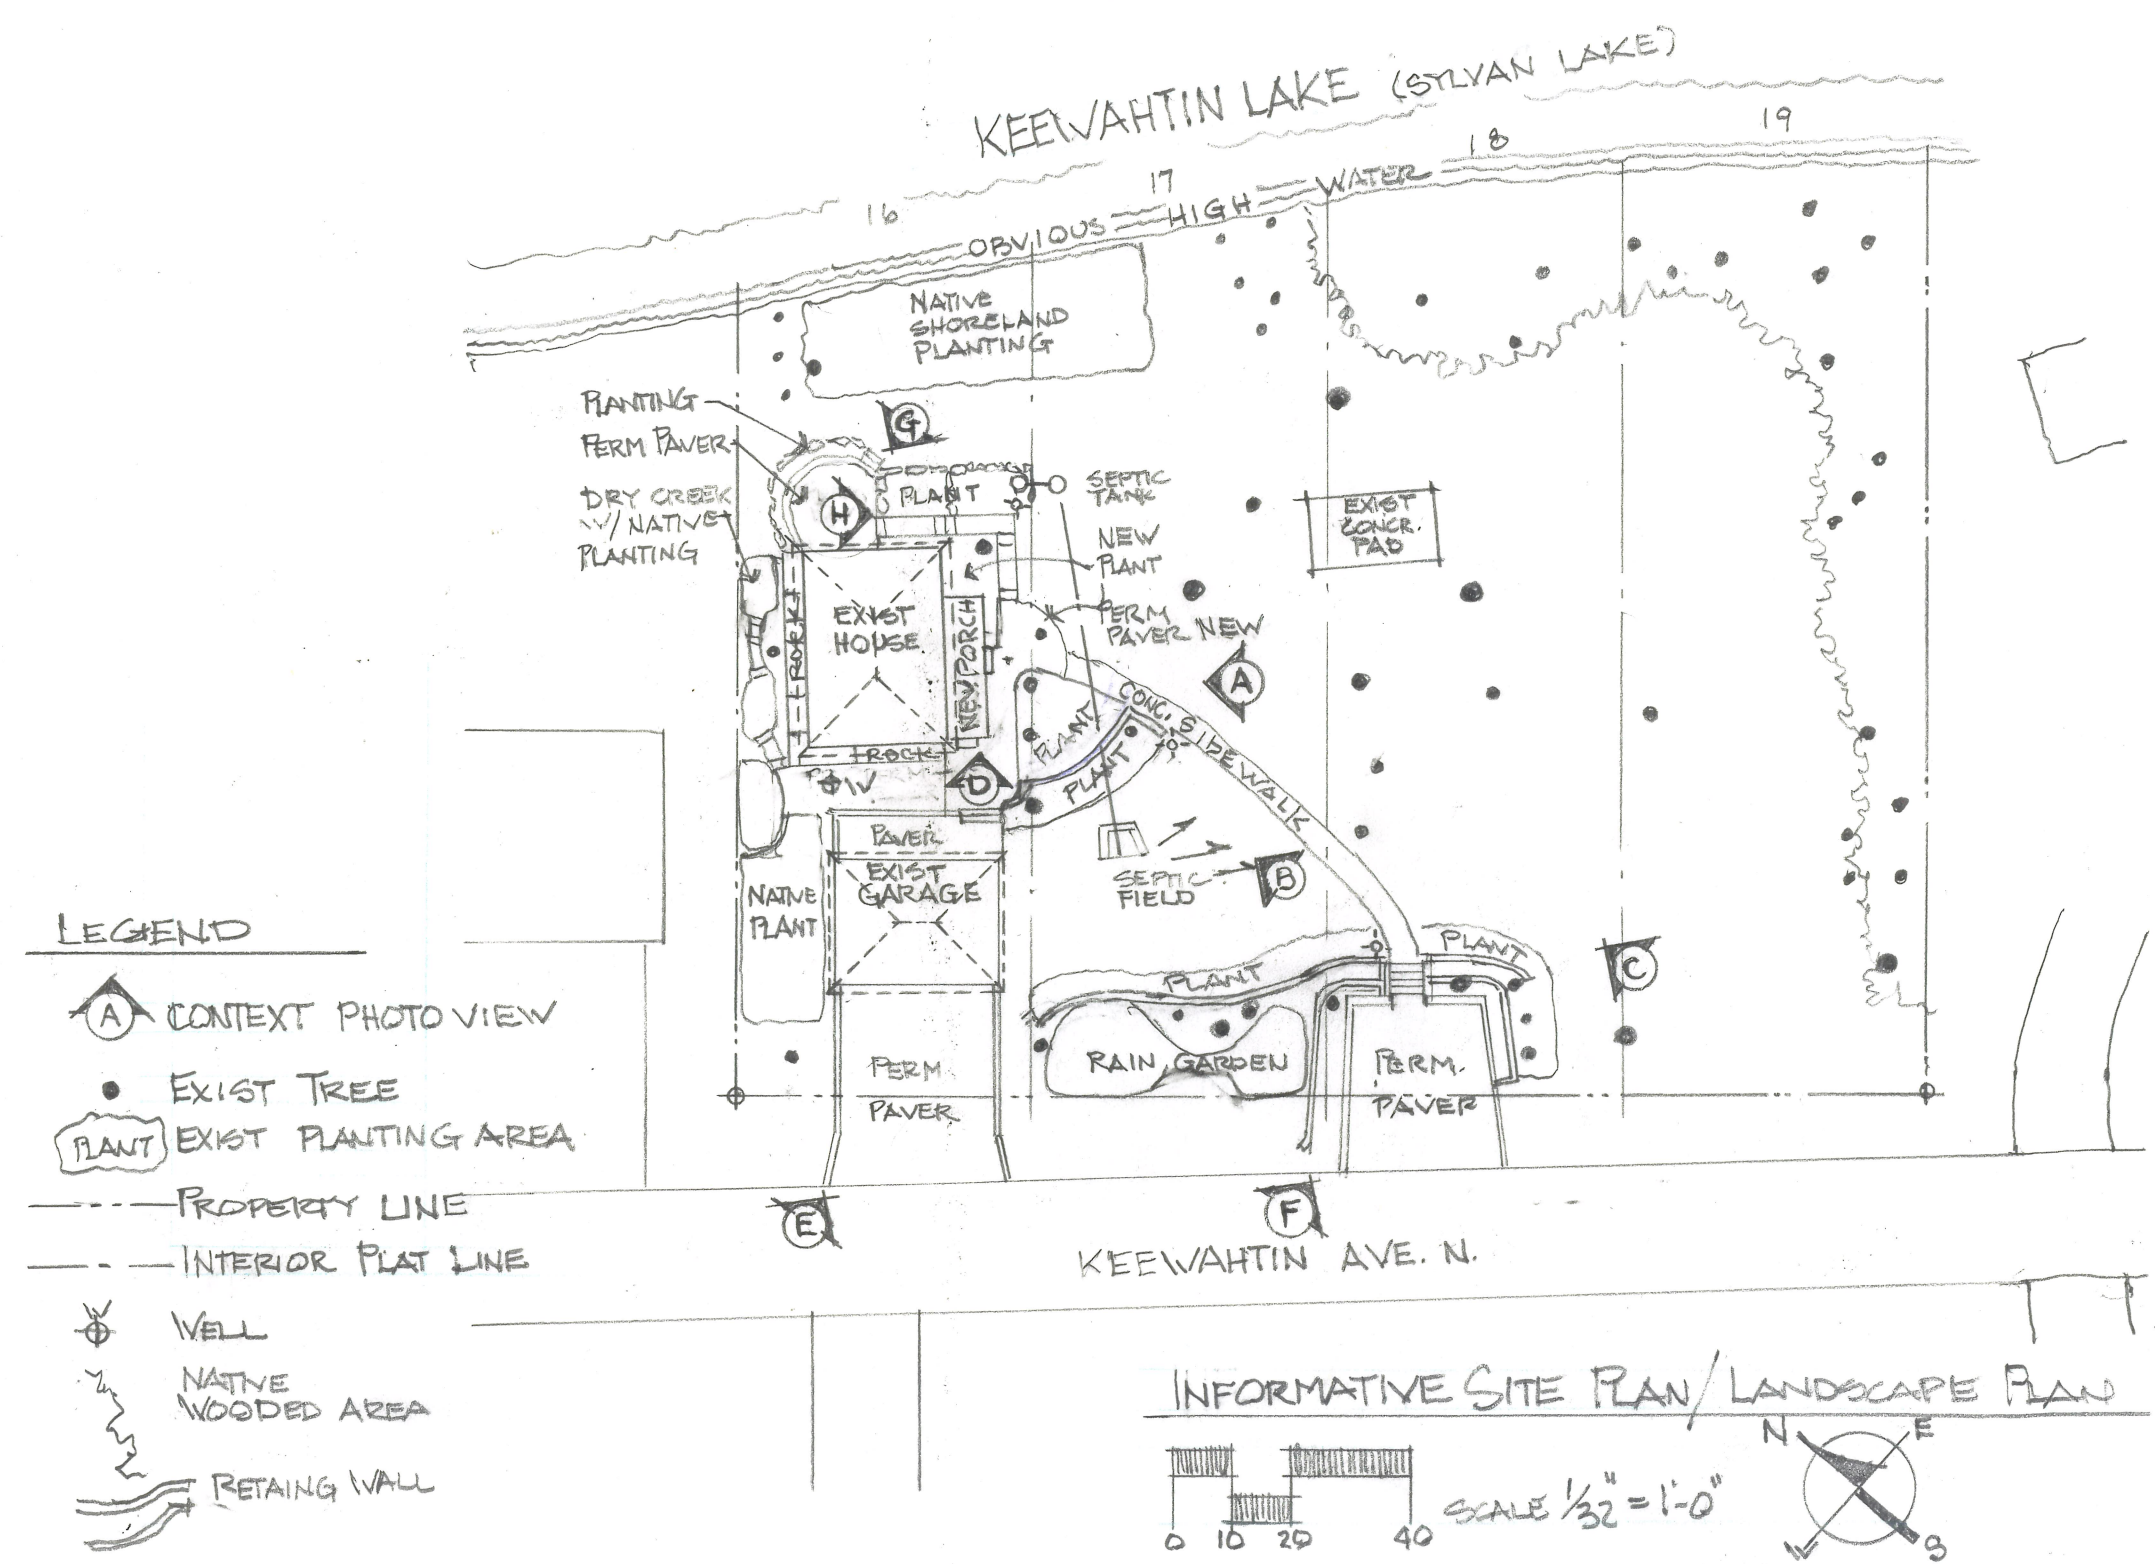 KEEWAHTIN LAKE (SYLVAN LAKE)
16
17
18
19
OBVIOUS HIGH WATER
NATIVE
SHORELAND
PLANTING
PLANTING
PERM PAVER
DRY CREEK
W/ NATIVE
PLANTING
G
H
PLANT
SEPTIC
TANK
NEW
PLANT
PERM
PAVER NEW
EXIST
CONCR.
PAD
EXIST
HOUSE
ROCK
NEW PORCH
ROCK
A
CONC. SIDEWALK
PLANT
PLANT
W
D
PAVER
EXIST
GARAGE
NATIVE
PLANT
SEPTIC
FIELD
B
C
PLANT
PLANT
RAIN GARDEN
PERM
PAVER
PERM.
PAVER
E
F
KEEWAHTIN AVE. N.
LEGEND
A CONTEXT PHOTO VIEW
EXIST TREE
PLANT EXIST PLANTING AREA
PROPERTY LINE
INTERIOR PLAT LINE
W
WELL
NATIVE
WOODED AREA
RETAING WALL
INFORMATIVE SITE PLAN/LANDSCAPE PLAN
0 10 20 40
SCALE 1/32" = 1'-0"
N
E
W
S